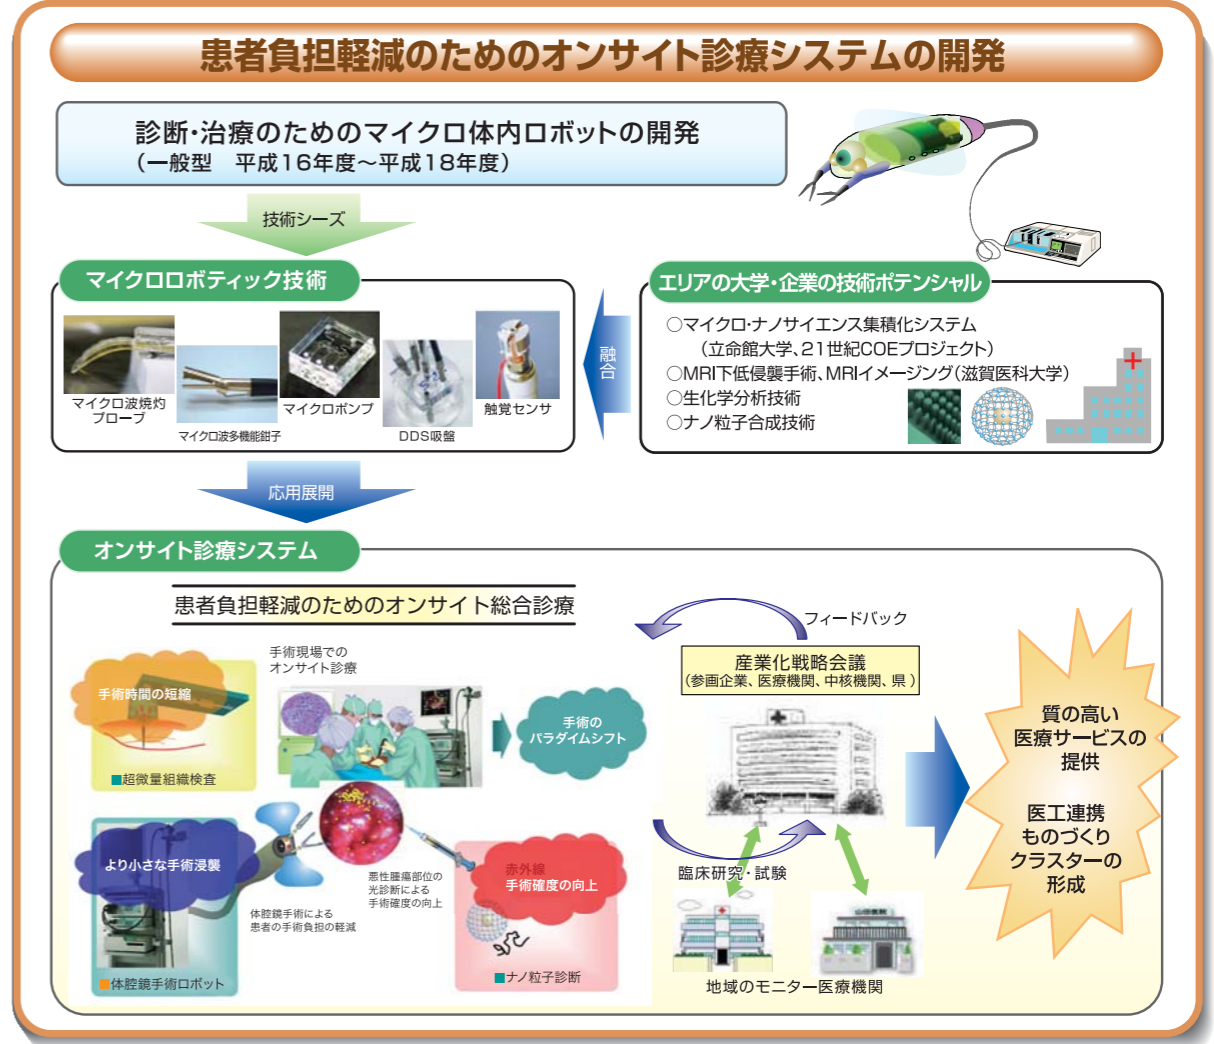 患者負担軽減のためのオンサイト診療システムの開発
診断・治療のためのマイクロ体内ロボットの開発
（一般型　平成16年度～平成18年度）
技術シーズ
マイクロロボティック技術
マイクロ波焼灼
プローブ
マイクロ波多機能鉗子
マイクロポンプ
DDS吸盤
触覚センサ
融合
エリアの大学・企業の技術ポテンシャル
○マイクロ・ナノサイエンス集積化システム
（立命館大学、21世紀COEプロジェクト）
○MRI下低侵襲手術、MRIイメージング（滋賀医科大学）
○生化学分析技術
○ナノ粒子合成技術
応用展開
オンサイト診療システム
患者負担軽減のためのオンサイト総合診療
手術時間の短縮
■超微量組織検査
手術現場での
オンサイト診療
手術の
パラダイムシフト
より小さな手術浸襲
■体腔鏡手術ロボット
体腔鏡手術による
患者の手術負担の軽減
悪性腫瘍部位の
光診断による
手術確度の向上
赤外線
手術確度の向上
■ナノ粒子診断
フィードバック
産業化戦略会議
（参画企業、医療機関、中核機関、県 ）
臨床研究・試験
地域のモニター医療機関
質の高い
医療サービスの
提供
医工連携
ものづくり
クラスターの
形成